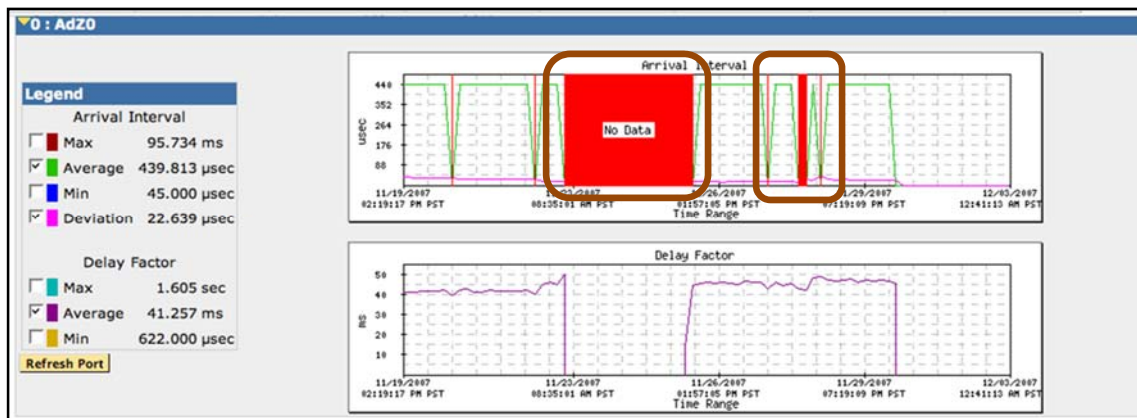 0 : AdZ0
Legend
Arrival Interval
Max 95.734 ms
Average 439.813 µsec
Min 45.000 µsec
Deviation 22.639 µsec
Delay Factor
Max 1.605 sec
Average 41.257 ms
Min 622.000 µsec
Refresh Port
Arrival Interval
440
352
264
176
88
usec
No Data
11/19/2007 11/23/2007 11/26/2007 11/29/2007 12/03/2007
02:19:17 PM PST 08:35:01 AM PST 01:57:05 PM PST 07:19:09 PM PST 12:41:13 AM PST
Time Range
Delay Factor
50
40
30
20
10
ms
11/19/2007 11/23/2007 11/26/2007 11/29/2007 12/03/2007
02:19:17 PM PST 08:35:01 AM PST 01:57:05 PM PST 07:19:09 PM PST 12:41:13 AM PST
Time Range